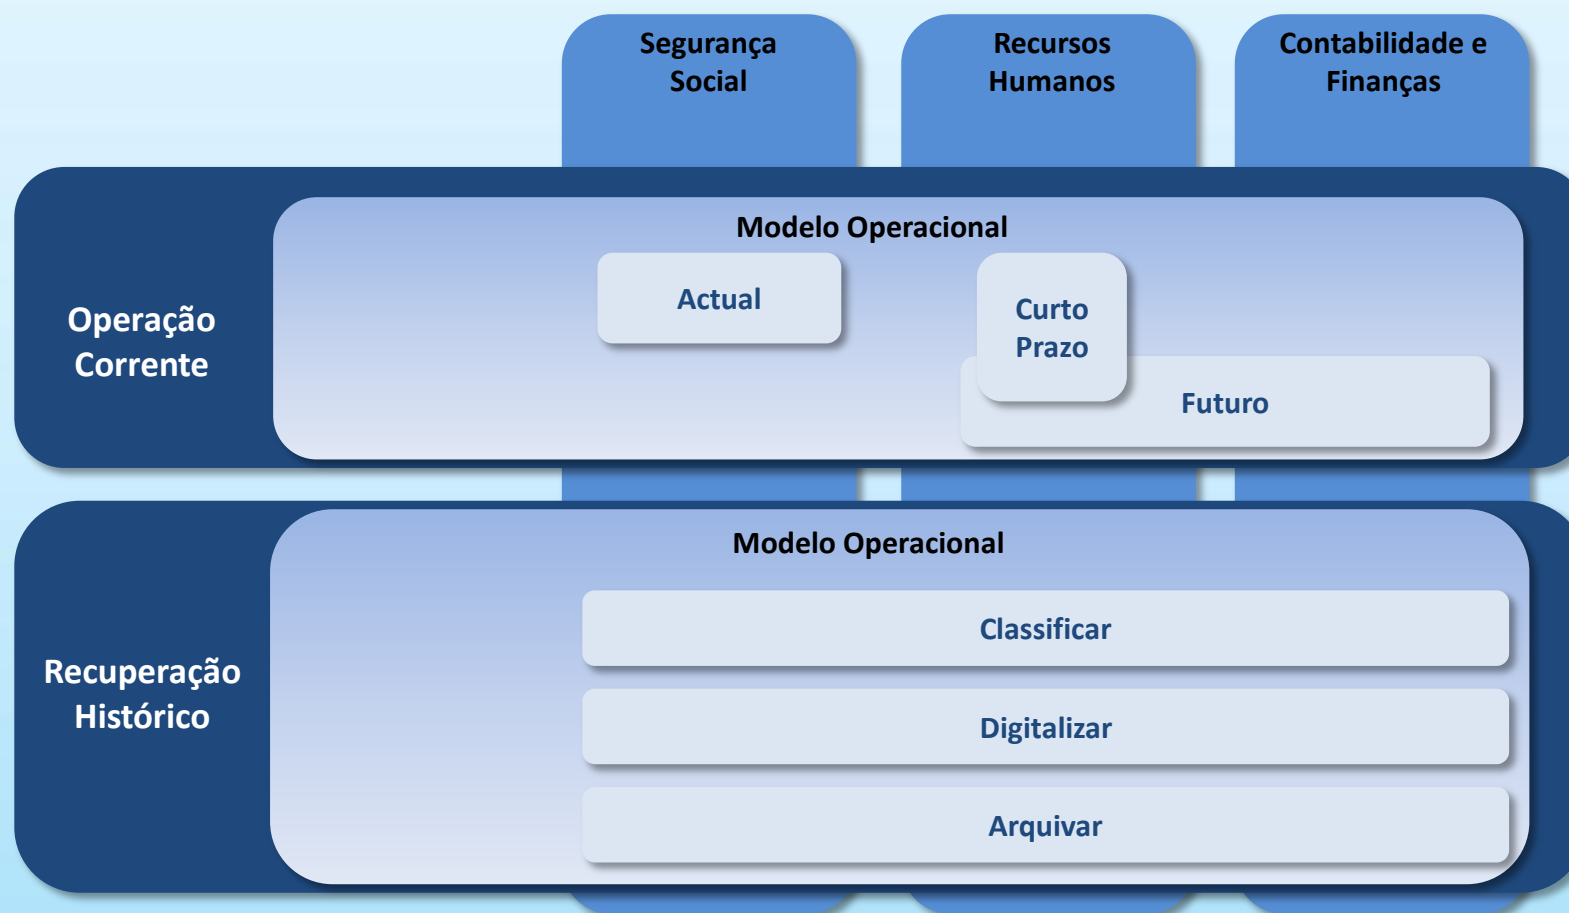 Segurança
Social
Recursos
Humanos
Contabilidade e
Finanças
Modelo Operacional
Actual
Curto
Prazo
Operação
Corrente
Futuro
Modelo Operacional
Classificar
Recuperação
Histórico
Digitalizar
Arquivar